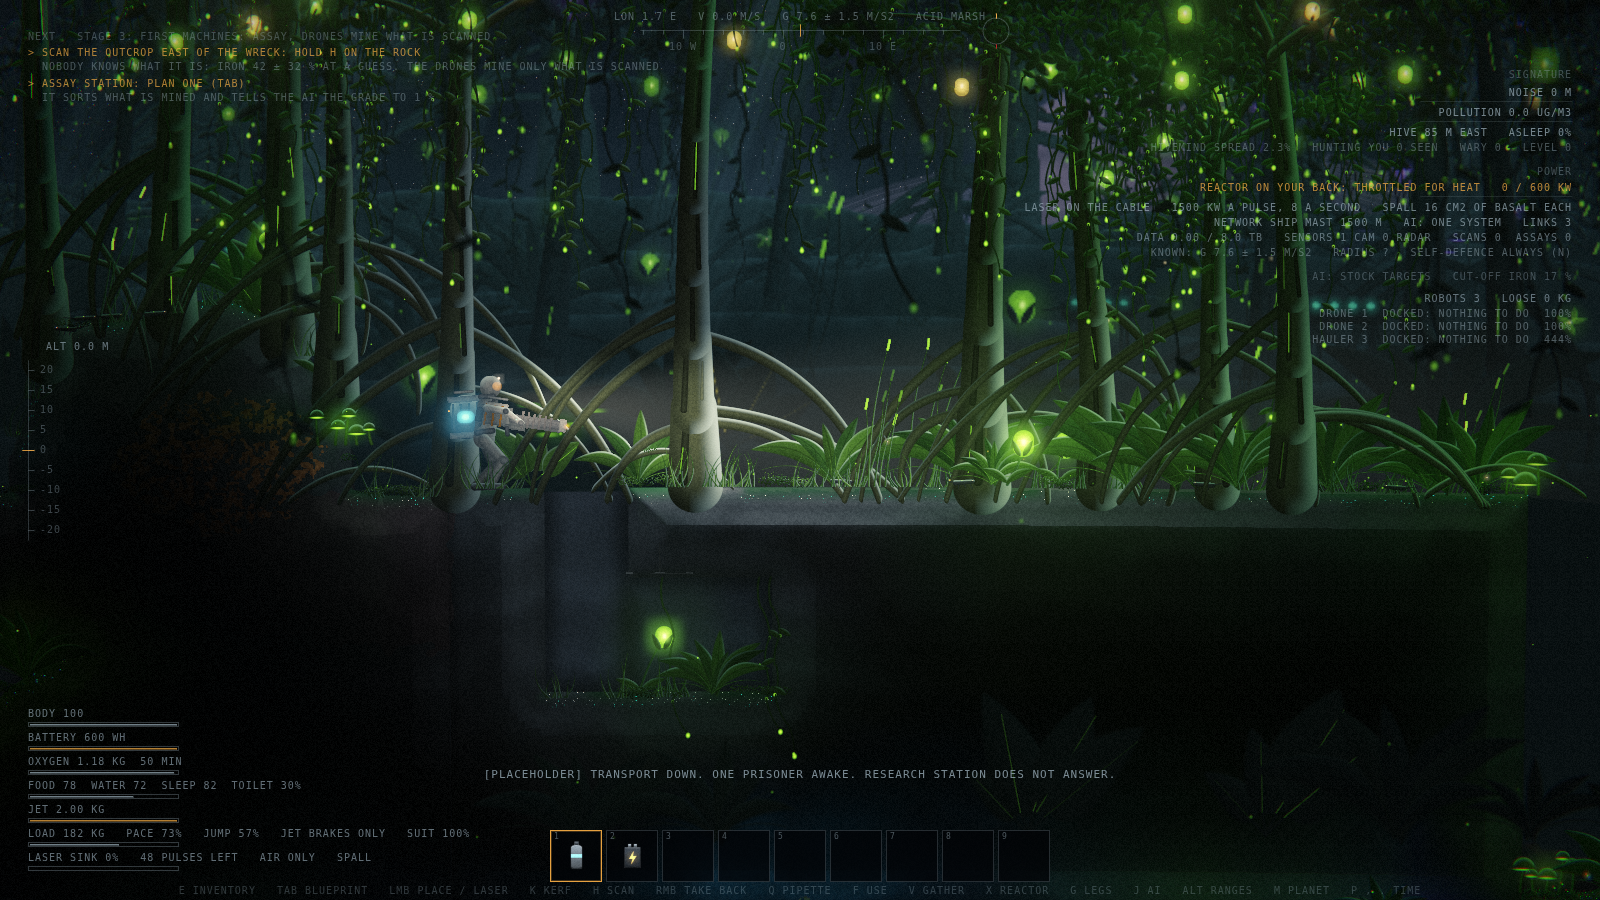 LON 1.7 E   V 0.0 M/S   G 7.6 ± 1.5 M/S2   ACID MARSH
10 W   0   10 E
NEXT   STAGE 3: FIRST MACHINES: ASSAY. DRONES MINE WHAT IS SCANNED.
> SCAN THE OUTCROP EAST OF THE WRECK: HOLD H ON THE ROCK
NOBODY KNOWS WHAT IT IS: IRON 42 ± 32 % AT A GUESS. THE DRONES MINE ONLY WHAT IS SCANNED.
> ASSAY STATION: PLAN ONE (TAB)
IT SORTS WHAT IS MINED AND TELLS THE AI THE GRADE TO 1
SIGNATURE
NOISE 0 M
POLLUTION 0.0 UG/M3
HIVE 85 M EAST   ASLEEP 0%
HIVEMIND SPREAD 2.3%   HUNTING YOU 0 SEEN   WARY 0   LEVEL 0
POWER
REACTOR ON YOUR BACK: THROTTLED FOR HEAT   0 / 600 KW
LASER ON THE CABLE   1500 KW A PULSE, 8 A SECOND   SPALL 16 CM2 OF BASALT EACH
NETWORK SHIP MAST 1500 M   AI: ONE SYSTEM   LINKS 3
DATA 0.00 / 8.0 TB   SENSORS 1 CAM 0 RADAR   SCANS 0   ASSAYS 0
KNOWN: G 7.6 ± 1.5 M/S2   RADIUS ?   SELF-DEFENCE ALWAYS (N)
AI: STOCK TARGETS   CUT-OFF IRON 17 %
ROBOTS 3   LOOSE 0 KG
DRONE 1  DOCKED: NOTHING TO DO  100%
DRONE 2  DOCKED: NOTHING TO DO  100%
HAULER 3  DOCKED: NOTHING TO DO  444%
ALT 0.0 M
20
15
10
5
0
-5
-10
-15
-20
[PLACEHOLDER] TRANSPORT DOWN. ONE PRISONER AWAKE. RESEARCH STATION DOES NOT ANSWER.
BODY 100
BATTERY 600 WH
OXYGEN 1.18 KG   50 MIN
FOOD 78   WATER 72   SLEEP 82   TOILET 30%
JET 2.00 KG
LOAD 182 KG   PACE 73%   JUMP 57%   JET BRAKES ONLY   SUIT 100%
LASER SINK 0%   48 PULSES LEFT   AIR ONLY   SPALL
1 2 3 4 5 6 7 8 9
E INVENTORY   TAB BLUEPRINT   LMB PLACE / LASER   K KERF   H SCAN   RMB TAKE BACK   Q PIPETTE   F USE   V GATHER   X REACTOR   G LEGS   J AI   ALT RANGES   M PLANET   P , . TIME